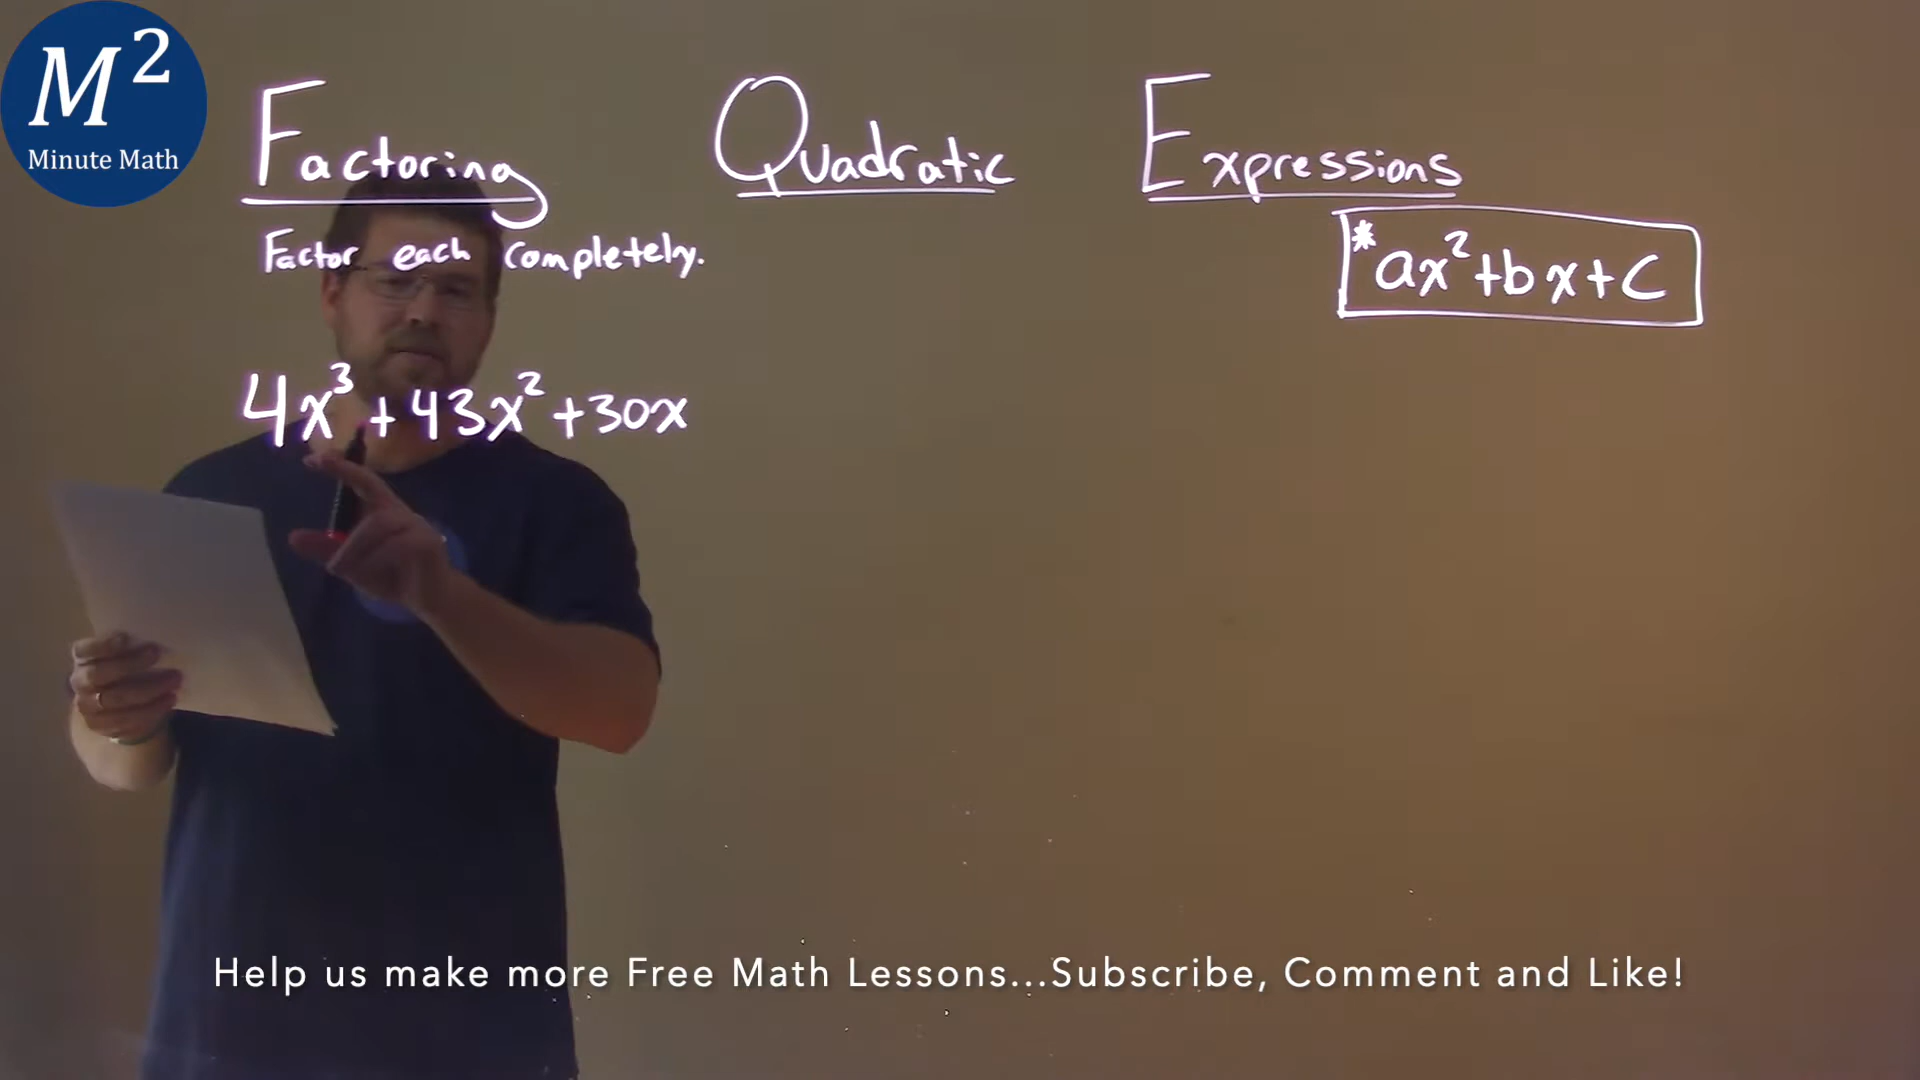 M²
Minute Math
Factoring Quadratic Expressions
Factor each completely.
*ax²+bx+c
4x³+43x²+30x
Help us make more Free Math Lessons...Subscribe, Comment and Like!